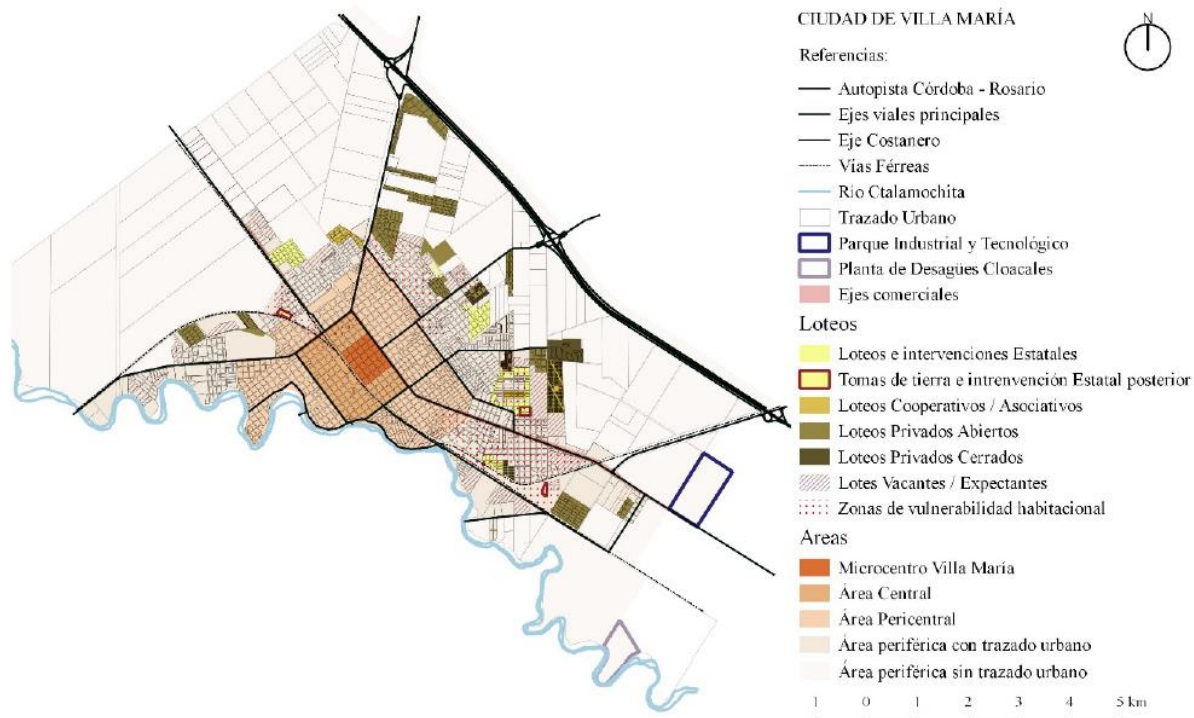 CIUDAD DE VILLA MARÍA
N
Referencias:
Autopista Córdoba - Rosario
Ejes viales principales
Eje Costanero
Vías Férreas
Río Ctalamochita
Trazado Urbano
Parque Industrial y Tecnológico
Planta de Desagües Cloacales
Ejes comerciales
Loteos
Loteos e intervenciones Estatales
Tomas de tierra e intrenvención Estatal posterior
Loteos Cooperativos / Asociativos
Loteos Privados Abiertos
Loteos Privados Cerrados
Lotes Vacantes / Expectantes
Zonas de vulnerabilidad habitacional
Areas
Microcentro Villa María
Área Central
Área Pericentral
Área periférica con trazado urbano
Área periférica sin trazado urbano
1 0 1 2 3 4 5 km